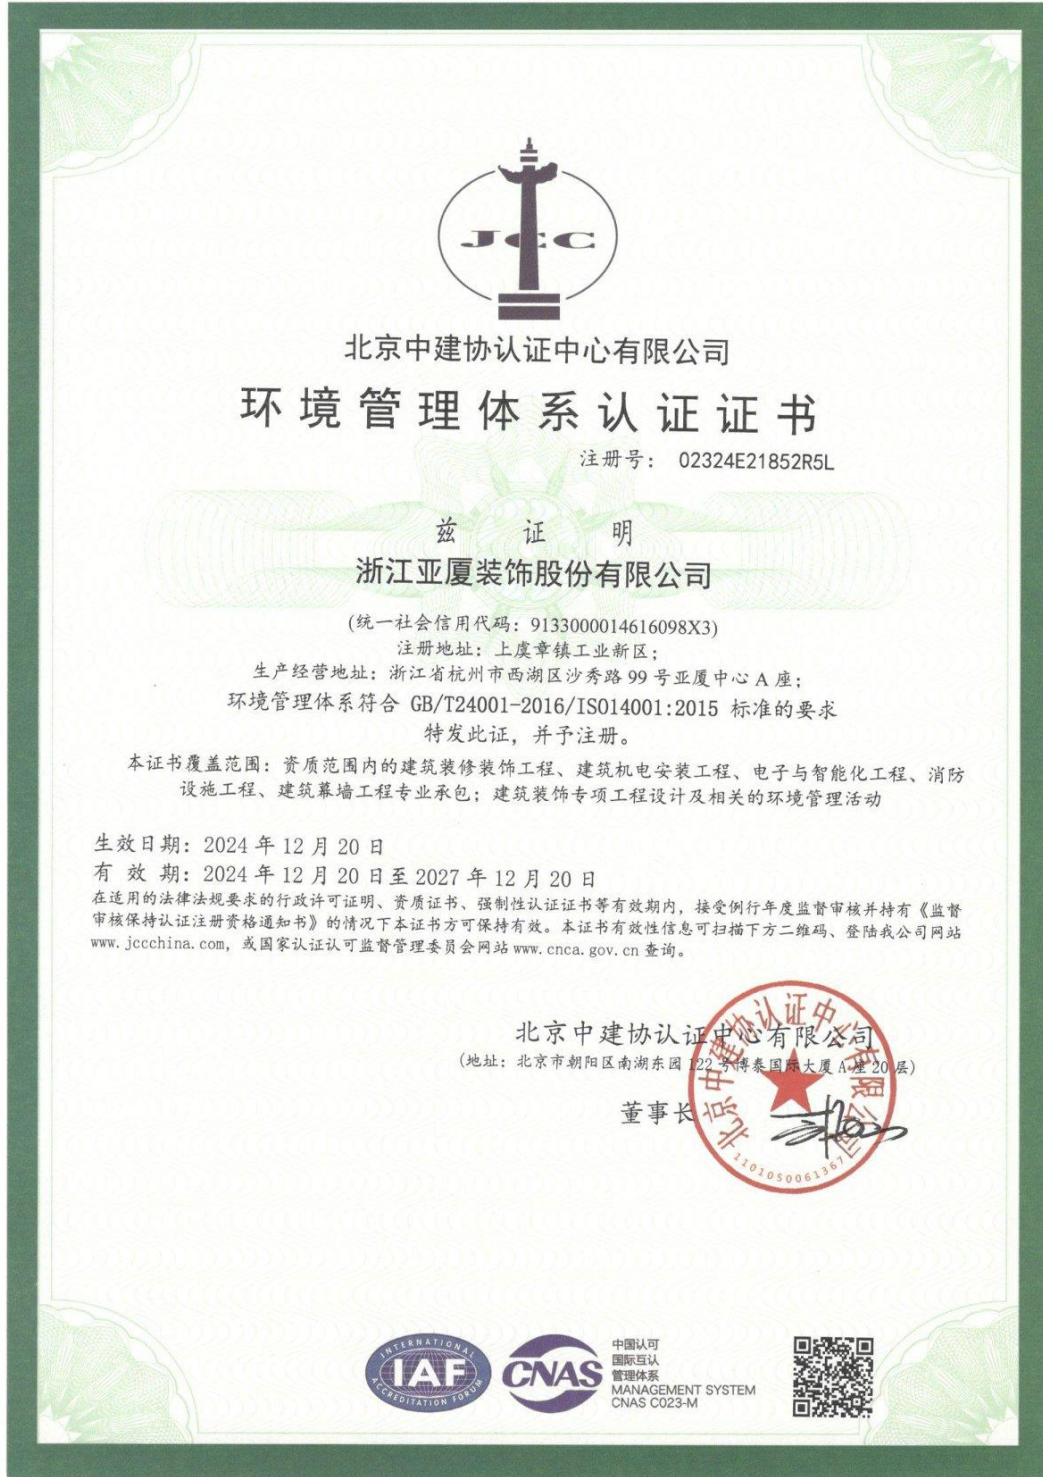 JCC
北京中建协认证中心有限公司
环境管理体系认证证书
注册号： 02324E21852R5L
兹 证 明
浙江亚厦装饰股份有限公司
(统一社会信用代码：9133000014616098X3)
注册地址：上虞章镇工业新区；
生产经营地址：浙江省杭州市西湖区沙秀路 99 号亚厦中心 A 座；
环境管理体系符合 GB/T24001-2016/ISO14001:2015 标准的要求
特发此证，并予注册。
本证书覆盖范围：资质范围内的建筑装修装饰工程、建筑机电安装工程、电子与智能化工程、消防
设施工程、建筑幕墙工程专业承包；建筑装饰专项工程设计及相关的环境管理活动
生效日期：2024 年 12 月 20 日
有 效 期：2024 年 12 月 20 日至 2027 年 12 月 20 日
在适用的法律法规要求的行政许可证明、资质证书、强制性认证证书等有效期内，接受例行年度监督审核并持有《监督
审核保持认证注册资格通知书》的情况下本证书方可保持有效。本证书有效性信息可扫描下方二维码、登陆我公司网站
www.jccchina.com，或国家认证认可监督管理委员会网站 www.cnca.gov.cn 查询。
北京中建协认证中心有限公司
(地址：北京市朝阳区南湖东园 122 号博泰国际大厦 A 座 20 层)
董事长
北京中建协认证中心有限公司
1101050061367
INTERNATIONAL
IAF
ACCREDITATION FORUM
CNAS
中国认可
国际互认
管理体系
MANAGEMENT SYSTEM
CNAS C023-M